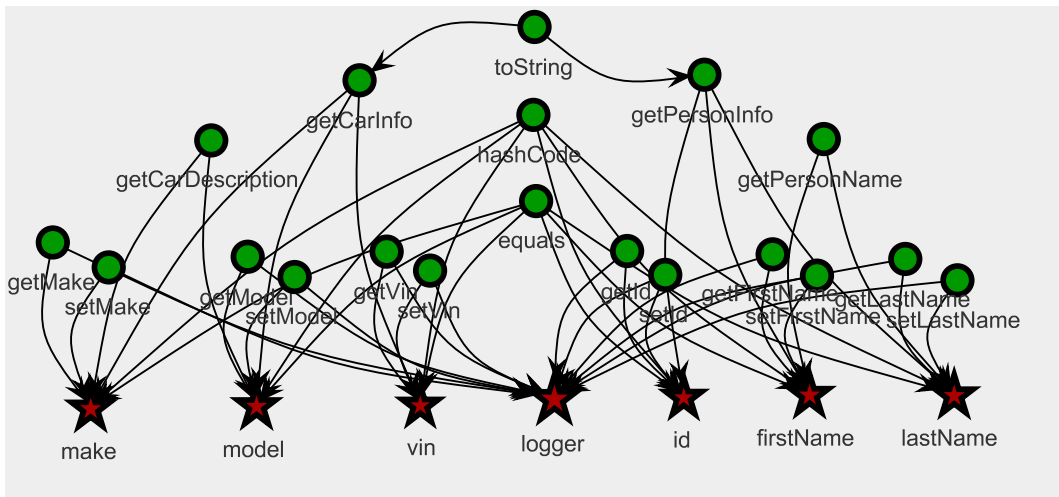 toString
getCarInfo
getPersonInfo
hashCode
getCarDescription
getPersonName
equals
getMake
setMake
getModel
setModel
getVin
setVin
getId
setId
getFirstName
setFirstName
getLastName
setLastName
make
model
vin
logger
id
firstName
lastName